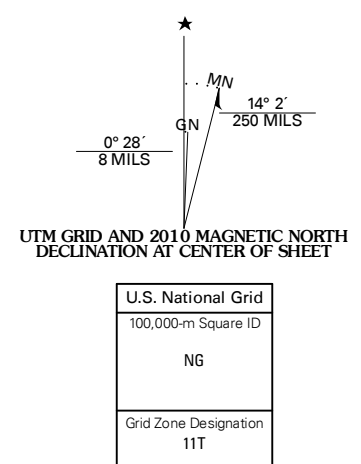 ★
MN
GN
14° 2´
250 MILS
0° 28´
8 MILS
UTM GRID AND 2010 MAGNETIC NORTH
DECLINATION AT CENTER OF SHEET
U.S. National Grid
100,000-m Square ID
NG
Grid Zone Designation
11T